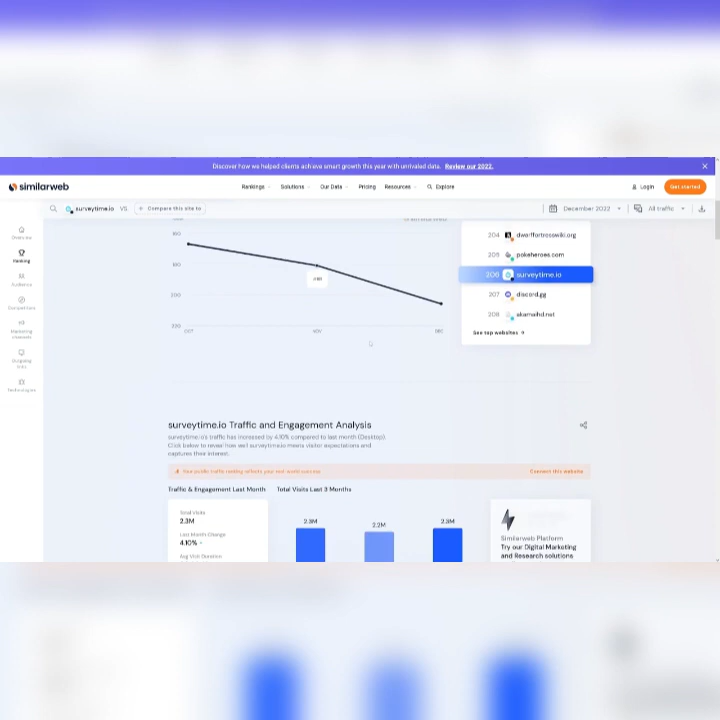 Discover how we helped clients achieve smart growth this year with unrivaled data. Review our 2022.
similarweb
Rankings
Solutions
Our Data
Pricing
Resources
Explore
Login
Get started
surveytime.io
VS.
+ Compare this site to
December 2022
All traffic
Overview
Ranking
Audience
Competitors
Marketing channels
Outgoing links
Technologies
160
180
200
220
OCT
NOV
DEC
204 dwarffortresswiki.org
205 pokeheroes.com
206 surveytime.io
207 discord.gg
208 akamaihd.net
See top websites
surveytime.io Traffic and Engagement Analysis
surveytime.io's traffic has increased by 4.10% compared to last month (Desktop).
Click below to reveal how well surveytime.io meets visitor expectations and
captures their interest.
Connect this website
Traffic & Engagement Last Month
Total Visits Last 3 Months
Total Visits
2.3M
Last Month Change
4.10%
Avg Visit Duration
2.3M
2.2M
2.3M
Similarweb Platform
Try our Digital Marketing
and Research solutions